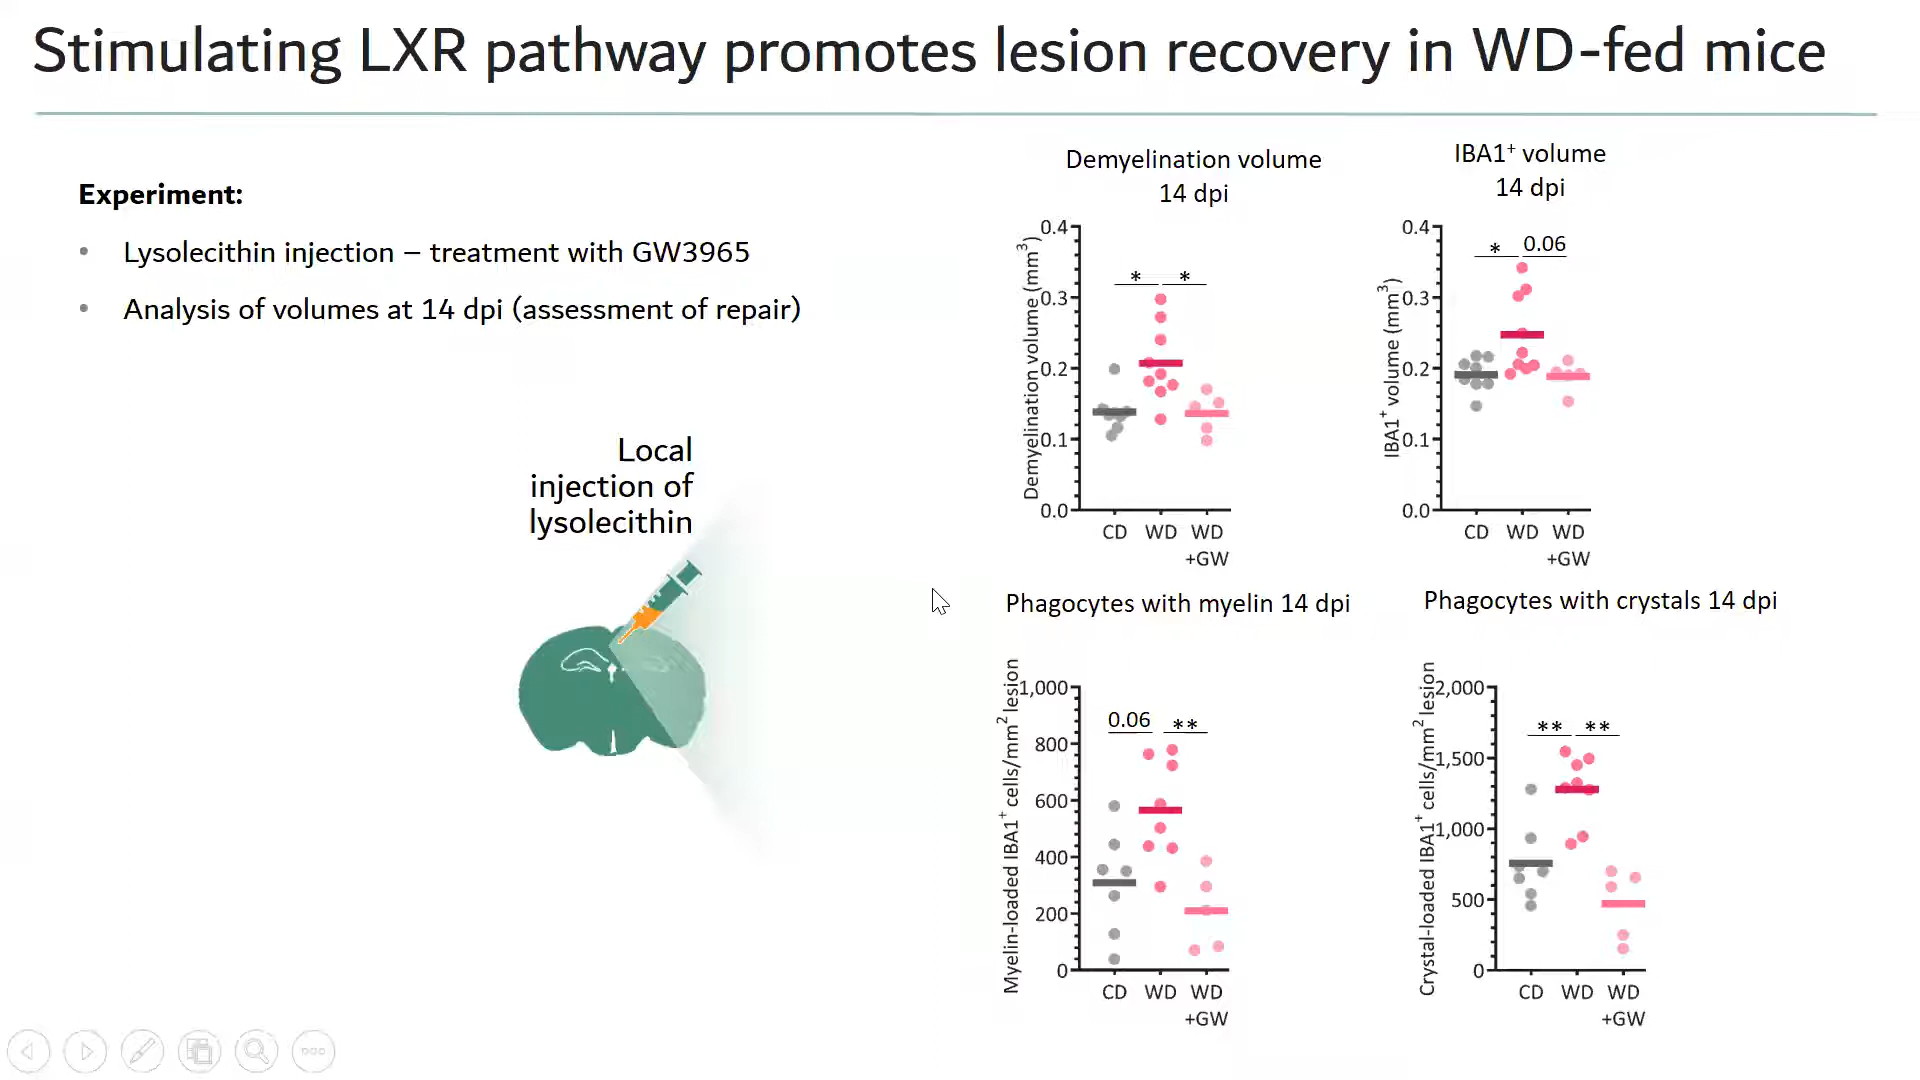 Stimulating LXR pathway promotes lesion recovery in WD-fed mice
Experiment:
• Lysolecithin injection – treatment with GW3965
• Analysis of volumes at 14 dpi (assessment of repair)
Local
injection of
lysolecithin
Demyelination volume
14 dpi
Demyelination volume (mm³)
0.4
0.3
0.2
0.1
0.0
* *
CD WD WD
+GW
IBA1⁺ volume
14 dpi
IBA1⁺ volume (mm³)
0.4
0.3
0.2
0.1
0.0
* 0.06
CD WD WD
+GW
Phagocytes with myelin 14 dpi
Myelin-loaded IBA1⁺ cells/mm² lesion
1,000
800
600
400
200
0
0.06 **
CD WD WD
+GW
Phagocytes with crystals 14 dpi
Crystal-loaded IBA1⁺ cells/mm² lesion
2,000
1,500
1,000
500
0
** **
CD WD WD
+GW